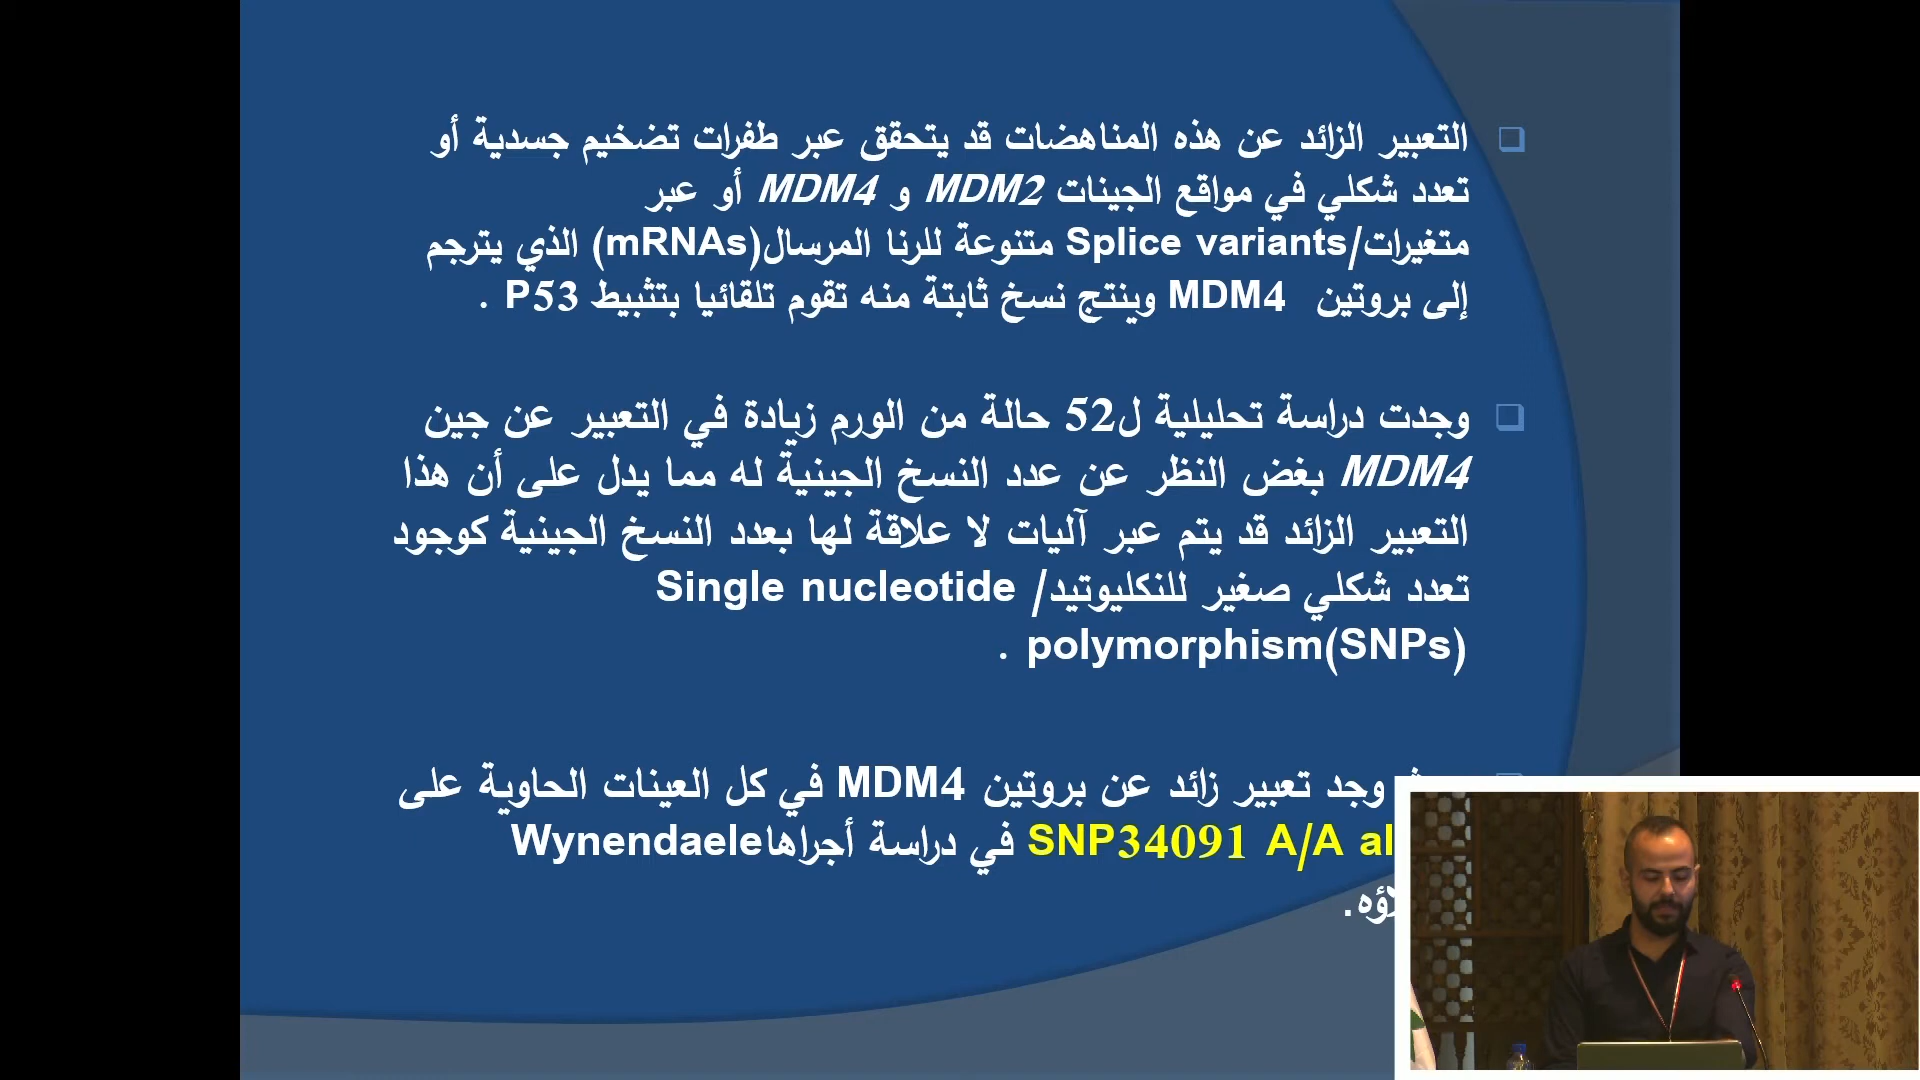 التعبير الزائد عن هذه المناهضات قد يتحقق عبر طفرات تضخيم جسدية أو
تعدد شكلي في مواقع الجينات MDM2 و MDM4 أو عبر
متغيرات/Splice variants متنوعة للرنا المرسال(mRNAs) الذي يترجم
إلى بروتين MDM4 وينتج نسخ ثابتة منه تقوم تلقائيا بتثبيط P53 .
وجدت دراسة تحليلية ل52 حالة من الورم زيادة في التعبير عن جين
MDM4 بغض النظر عن عدد النسخ الجينية له مما يدل على أن هذا
التعبير الزائد قد يتم عبر آليات لا علاقة لها بعدد النسخ الجينية كوجود
تعدد شكلي صغير للنكليوتيد/ Single nucleotide
polymorphism(SNPs) .
وجد تعبير زائد عن بروتين MDM4 في كل العينات الحاوية على
SNP34091 A/A في دراسة أجراهاWynendaele